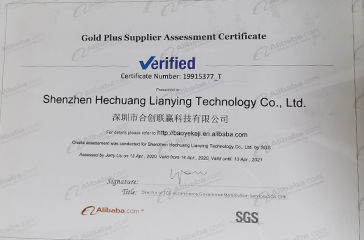 Gold Plus Supplier Assessment Certificate
Verified
Certificate Number: 19915377_T
Presented to
Shenzhen Hechuang Lianying Technology Co., Ltd.
深圳市合创联赢科技有限公司
For details please refer to http://baoyekeji.en.alibaba.com
Onsite assessment was conducted for Shenzhen Hechuang Lianying Technology Co., Ltd. by SGS
Assessed by Jerry Liu on 13 Apr., 2020. Valid from 14 Apr., 2020. Valid until: 13 Apr., 2021
Signature:
Title:
Alibaba.com
SGS